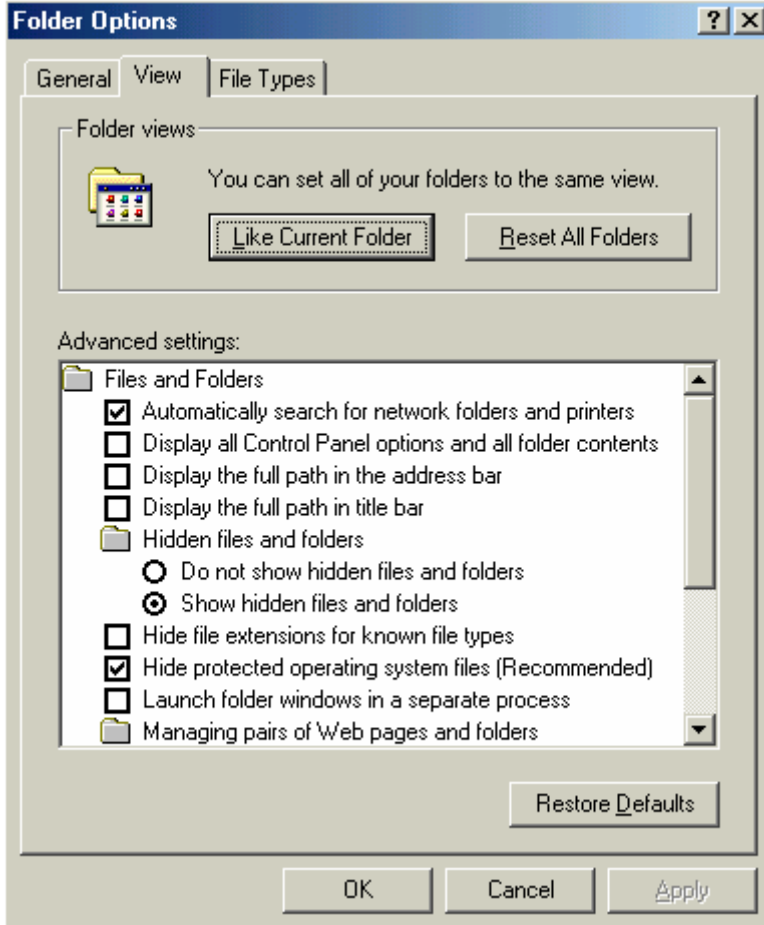 Folder Options
General View File Types
Folder views
You can set all of your folders to the same view.
Like Current Folder Reset All Folders
Advanced settings:
Files and Folders
Automatically search for network folders and printers
Display all Control Panel options and all folder contents
Display the full path in the address bar
Display the full path in title bar
Hidden files and folders
Do not show hidden files and folders
Show hidden files and folders
Hide file extensions for known file types
Hide protected operating system files (Recommended)
Launch folder windows in a separate process
Managing pairs of Web pages and folders
Restore Defaults
OK Cancel Apply